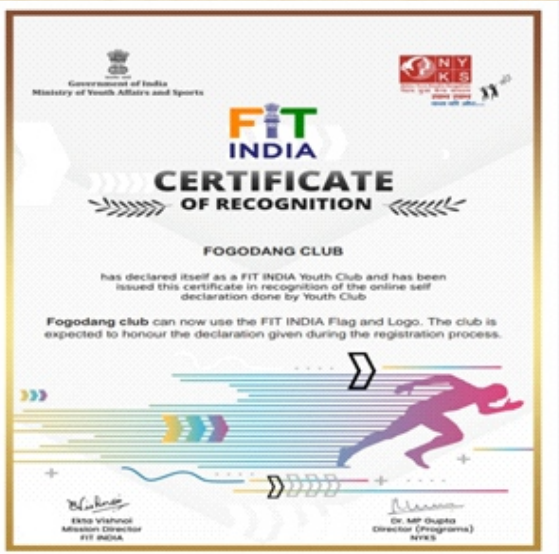 Government of India
Ministry of Youth Affairs and Sports
NY
KS
FIT
INDIA
CERTIFICATE
OF RECOGNITION
FOGODANG CLUB
has declared itself as a FIT INDIA Youth Club and has been
issued this certificate in recognition of the online self
declaration done by Youth Club
Fogodang club can now use the FIT INDIA Flag and Logo. The club is
expected to honour the declaration given during the registration process.
Ekta Vishnoi
Mission Director
FIT INDIA
Dr. MP Gupta
Director (Programs)
NYKS